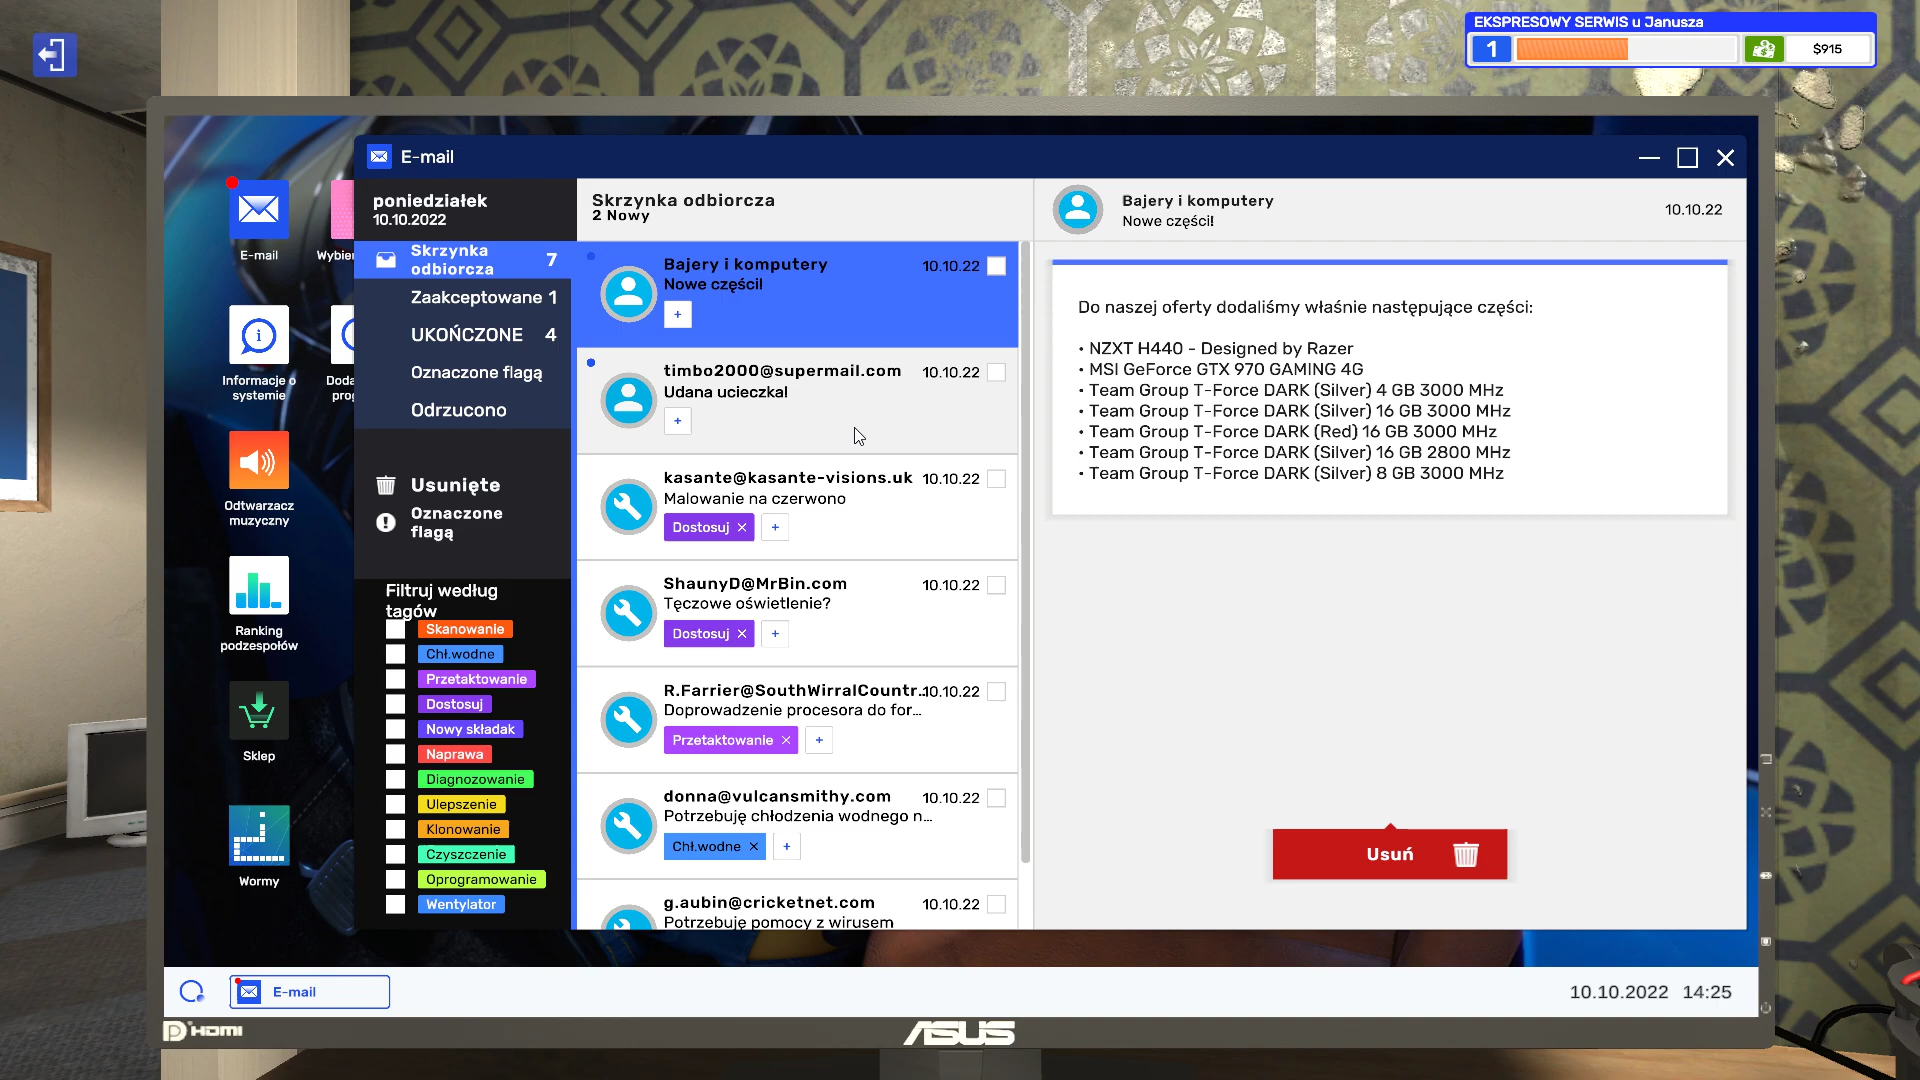 EKSPRESOWY SERWIS u Janusza
1
$915
E-mail
poniedziałek
10.10.2022
Skrzynka odbiorcza 7
Zaakceptowane 1
UKOŃCZONE 4
Oznaczone flagą
Odrzucono
Usunięte
Oznaczone flagą
Filtruj według tagów
Skanowanie
Chł.wodne
Przetaktowanie
Dostosuj
Nowy składak
Naprawa
Diagnozowanie
Ulepszenie
Klonowanie
Czyszczenie
Oprogramowanie
Wentylator
E-mail
Wybier
Informacje o systemie
Doda
prog
Odtwarzacz muzyczny
Ranking podzespołów
Sklep
Wormy
Skrzynka odbiorcza
2 Nowy
Bajery i komputery 10.10.22
Nowe części!
+
timbo2000@supermail.com 10.10.22
Udana ucieczka!
+
kasante@kasante-visions.uk 10.10.22
Malowanie na czerwono
Dostosuj × +
ShaunyD@MrBin.com 10.10.22
Tęczowe oświetlenie?
Dostosuj × +
R.Farrier@SouthWirralCountr... 10.10.22
Doprowadzenie procesora do for...
Przetaktowanie × +
donna@vulcansmithy.com 10.10.22
Potrzebuję chłodzenia wodnego n...
Chł.wodne × +
g.aubin@cricketnet.com 10.10.22
Potrzebuję pomocy z wirusem
Bajery i komputery
Nowe części!
10.10.22
Do naszej oferty dodaliśmy właśnie następujące części:
• NZXT H440 - Designed by Razer
• MSI GeForce GTX 970 GAMING 4G
• Team Group T-Force DARK (Silver) 4 GB 3000 MHz
• Team Group T-Force DARK (Silver) 16 GB 3000 MHz
• Team Group T-Force DARK (Red) 16 GB 3000 MHz
• Team Group T-Force DARK (Silver) 16 GB 2800 MHz
• Team Group T-Force DARK (Silver) 8 GB 3000 MHz
Usuń
E-mail
10.10.2022 14:25
HDMI
ASUS